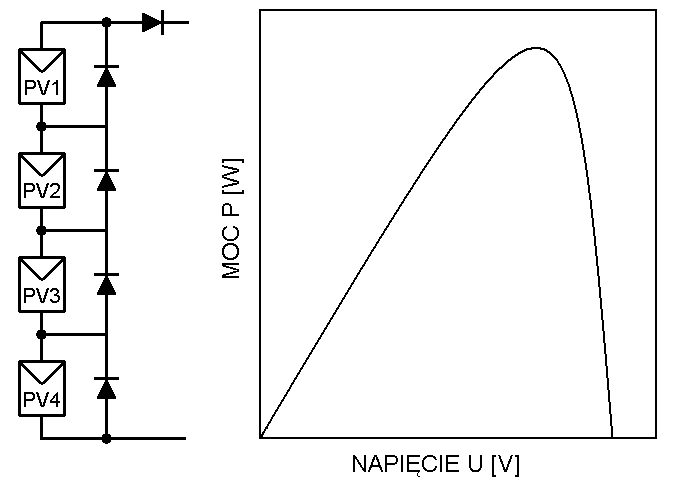 PV1
PV2
PV3
PV4
MOC P [W]
NAPIĘCIE U [V]